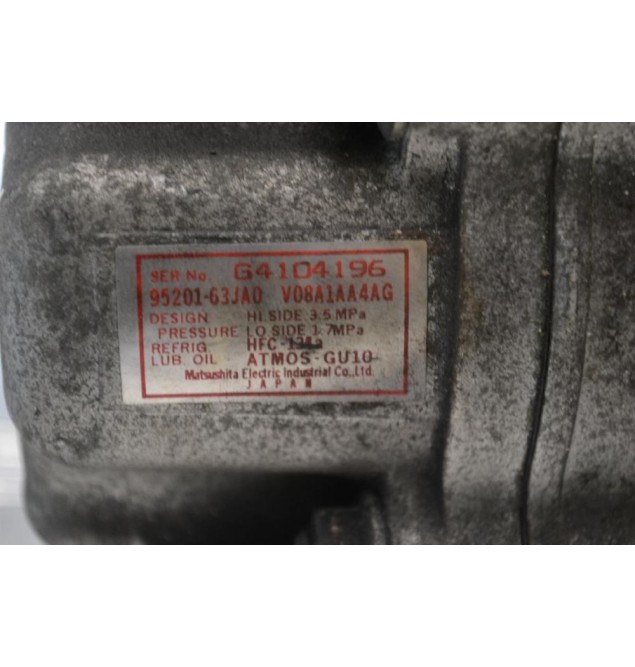 SER No. G4104196
95201-63JA0 V08A1AA4AG
DESIGN HI SIDE 3.5 MPa
PRESSURE LO SIDE 1.7MPa
REFRIG HFC-134a
LUB. OIL ATMOS-GU10
Matsushita Electric Industrial Co.,Ltd.
JAPAN